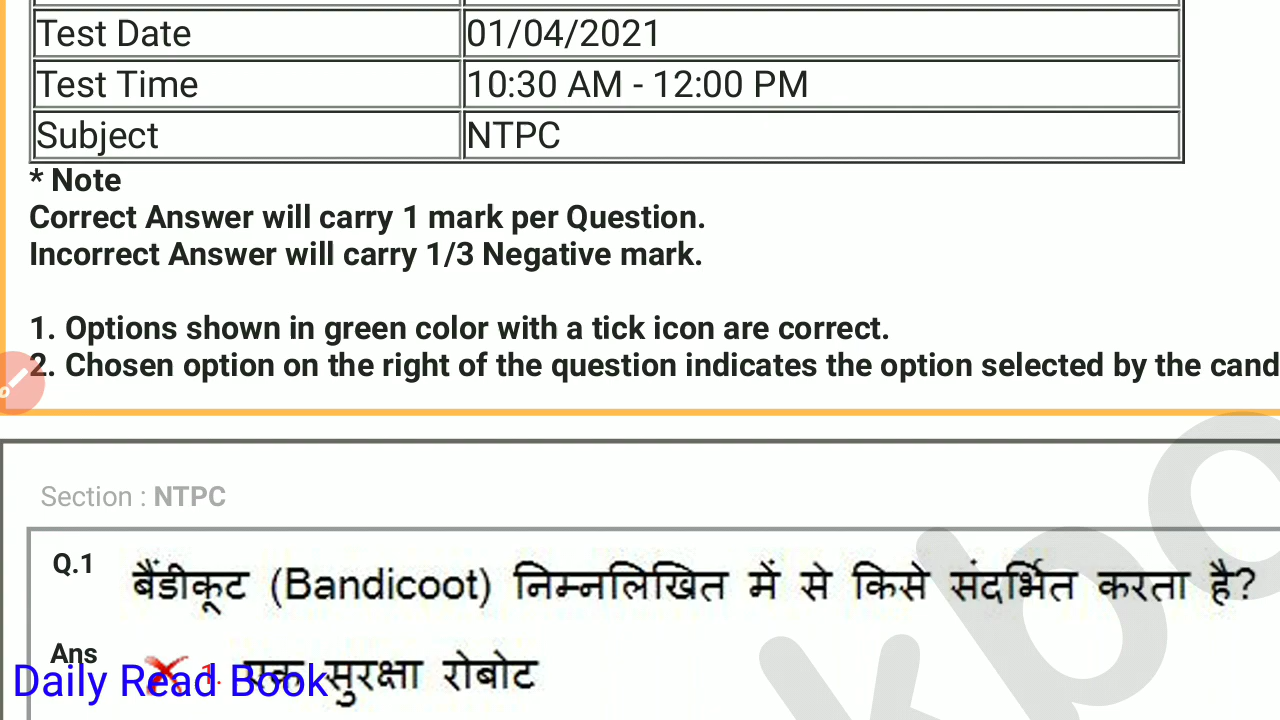 Test Date 01/04/2021
Test Time 10:30 AM - 12:00 PM
Subject NTPC
* Note
Correct Answer will carry 1 mark per Question.
Incorrect Answer will carry 1/3 Negative mark.
1. Options shown in green color with a tick icon are correct.
2. Chosen option on the right of the question indicates the option selected by the cand
Section : NTPC
Q.1 बैंडीकूट (Bandicoot) निम्नलिखित में से किसे संदर्भित करता है?
Ans 1. एक सुरक्षा रोबोट
Daily Read Book